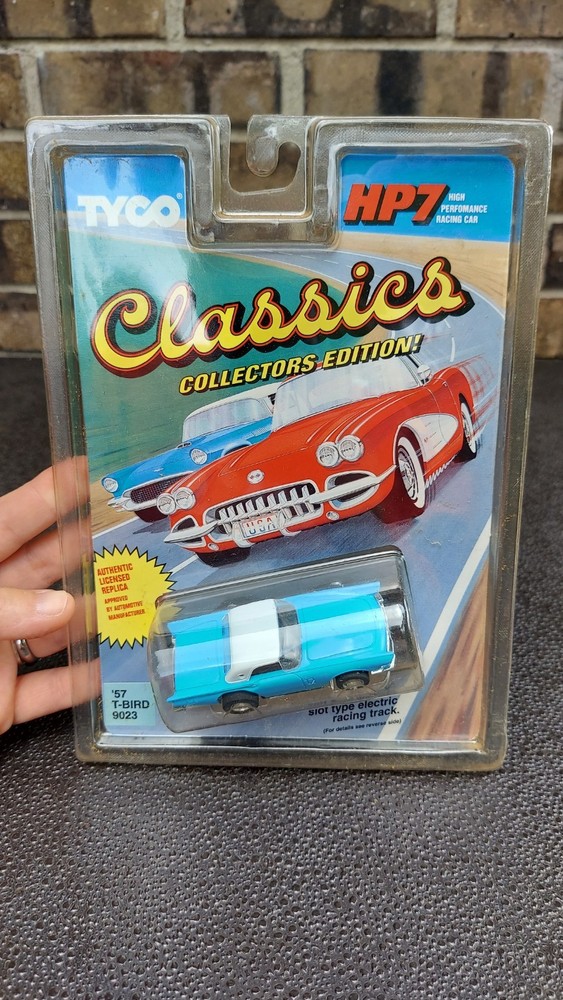 TYCO®
HP7
HIGH
PERFOMANCE
RACING CAR
Classics
COLLECTORS EDITION!
USA
AUTHENTIC
LICENSED
REPLICA
APPROVED
BY AUTOMOTIVE
MANUFACTURER
'57
T-BIRD
9023
slot type electric
racing track.
(For details see reverse side)